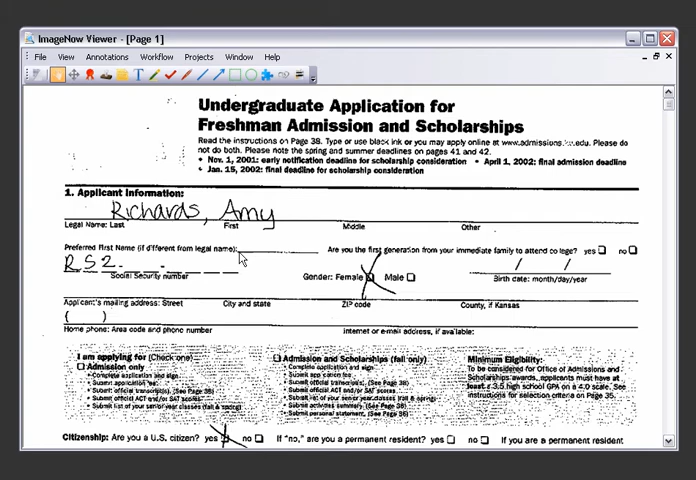 ImageNow Viewer - [Page 1]
File View Annotations Workflow Projects Window Help
Undergraduate Application for
Freshman Admission and Scholarships
Read the instructions on Page 38. Type or use black ink or you may apply online at www.admissions. .edu. Please do
not do both. Please note the spring and summer deadlines on pages 41 and 42.
• Nov. 1, 2001: early notification deadline for scholarship consideration • April 1, 2002: final admission deadline
• Jan. 15, 2002: final deadline for scholarship consideration
1. Applicant Information:
Richards, Amy
Legal Name: Last First Middle Other
Preferred First Name (if different from legal name): Are you the first generation from your immediate family to attend college? yes no
R52
Social Security number Gender: Female Male Birth date: month/day/year
Applicant's mailing address: Street City and state ZIP code County, if Kansas
( )
Home phone: Area code and phone number Internet or e-mail address, if available:
I am applying for (Check one) Admission and Scholarships (fall only) Minimum Eligibility:
Admission only
• Complete application and sign
• Submit application fee
• Submit official transcript(s). (See Page 38)
• Submit official ACT and/or SAT scores
• Submit list of your senior year classes (fall & spring)
• Complete application and sign
• Submit application fee
• Submit official transcript(s). (See Page 38)
• Submit official ACT and/or SAT scores
• Submit list of your senior year classes (fall & spring)
• Submit activities summary. (See Page 38)
• Submit personal statement. (See Page 38)
To be considered for Office of Admissions and
Scholarships awards, applicants must have at
least a 3.5 high school GPA on a 4.0 scale. See
instructions for selection criteria on Page 35.
Citizenship: Are you a U.S. citizen? yes no If "no," are you a permanent resident? yes no If you are a permanent resident